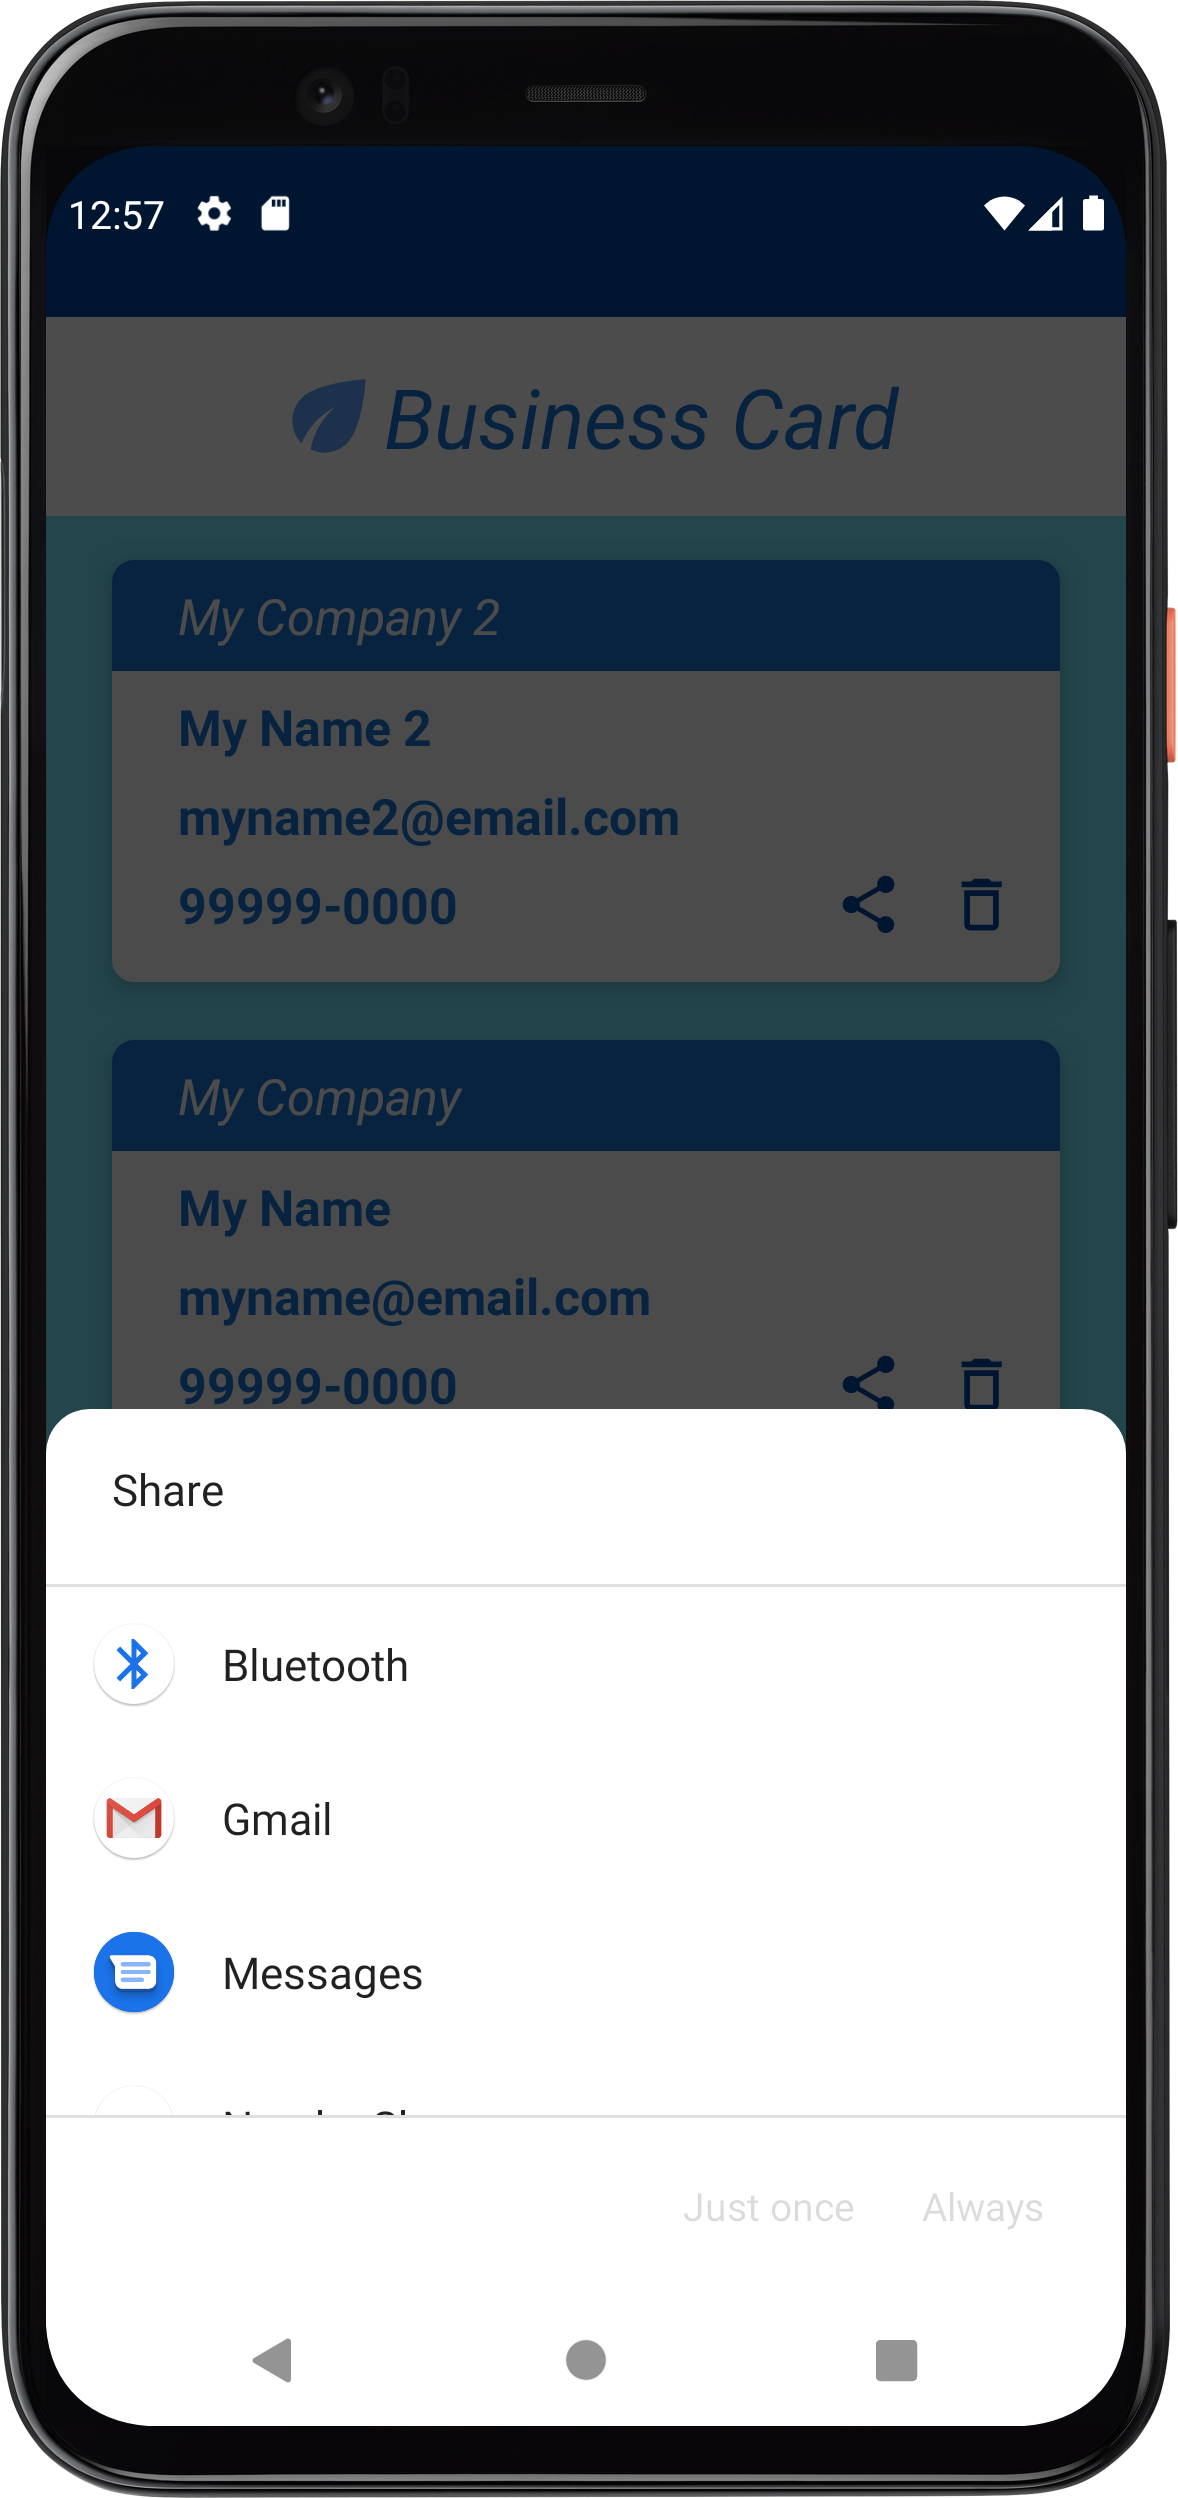 12:57
Business Card
My Company 2
My Name 2
myname2@email.com
99999-0000
My Company
My Name
myname@email.com
99999-0000
Share
Bluetooth
Gmail
Messages
Just once
Always